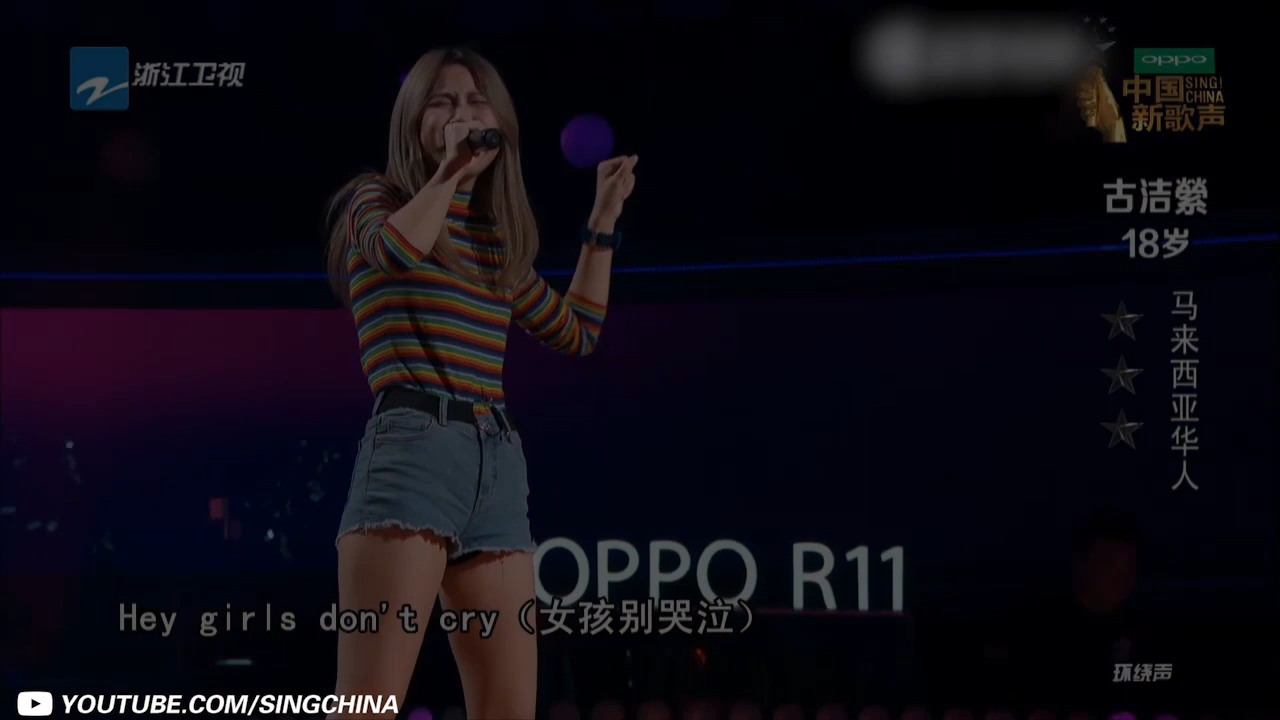 浙江卫视
OPPO
中国
SING!
CHINA
新歌声
古洁縈
18岁
马来西亚华人
OPPO R11
Hey girls don't cry（女孩别哭泣）
环绕声
YOUTUBE.COM/SINGCHINA